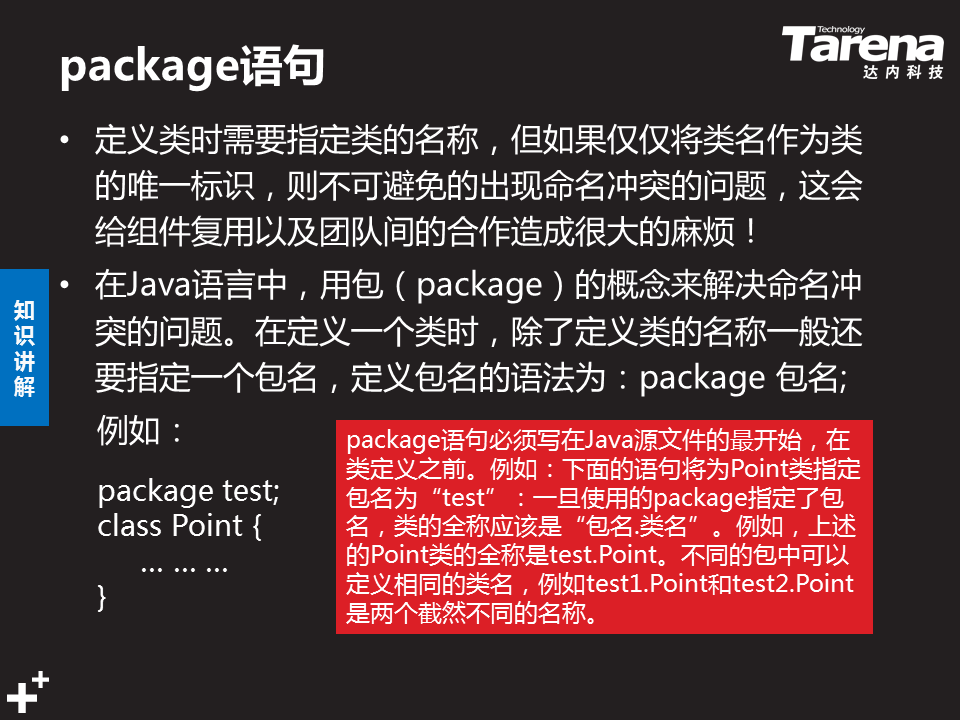 package语句
Technology
Tarena
达内科技
• 定义类时需要指定类的名称，但如果仅仅将类名作为类
的唯一标识，则不可避免的出现命名冲突的问题，这会
给组件复用以及团队间的合作造成很大的麻烦！
• 在Java语言中，用包（package）的概念来解决命名冲
突的问题。在定义一个类时，除了定义类的名称一般还
要指定一个包名，定义包名的语法为：package 包名;
知识讲解
例如：
package test;
class Point {
… … …
}
package语句必须写在Java源文件的最开始，在
类定义之前。例如：下面的语句将为Point类指定
包名为“test”：一旦使用的package指定了包
名，类的全称应该是“包名.类名”。例如，上述
的Point类的全称是test.Point。不同的包中可以
定义相同的类名，例如test1.Point和test2.Point
是两个截然不同的名称。